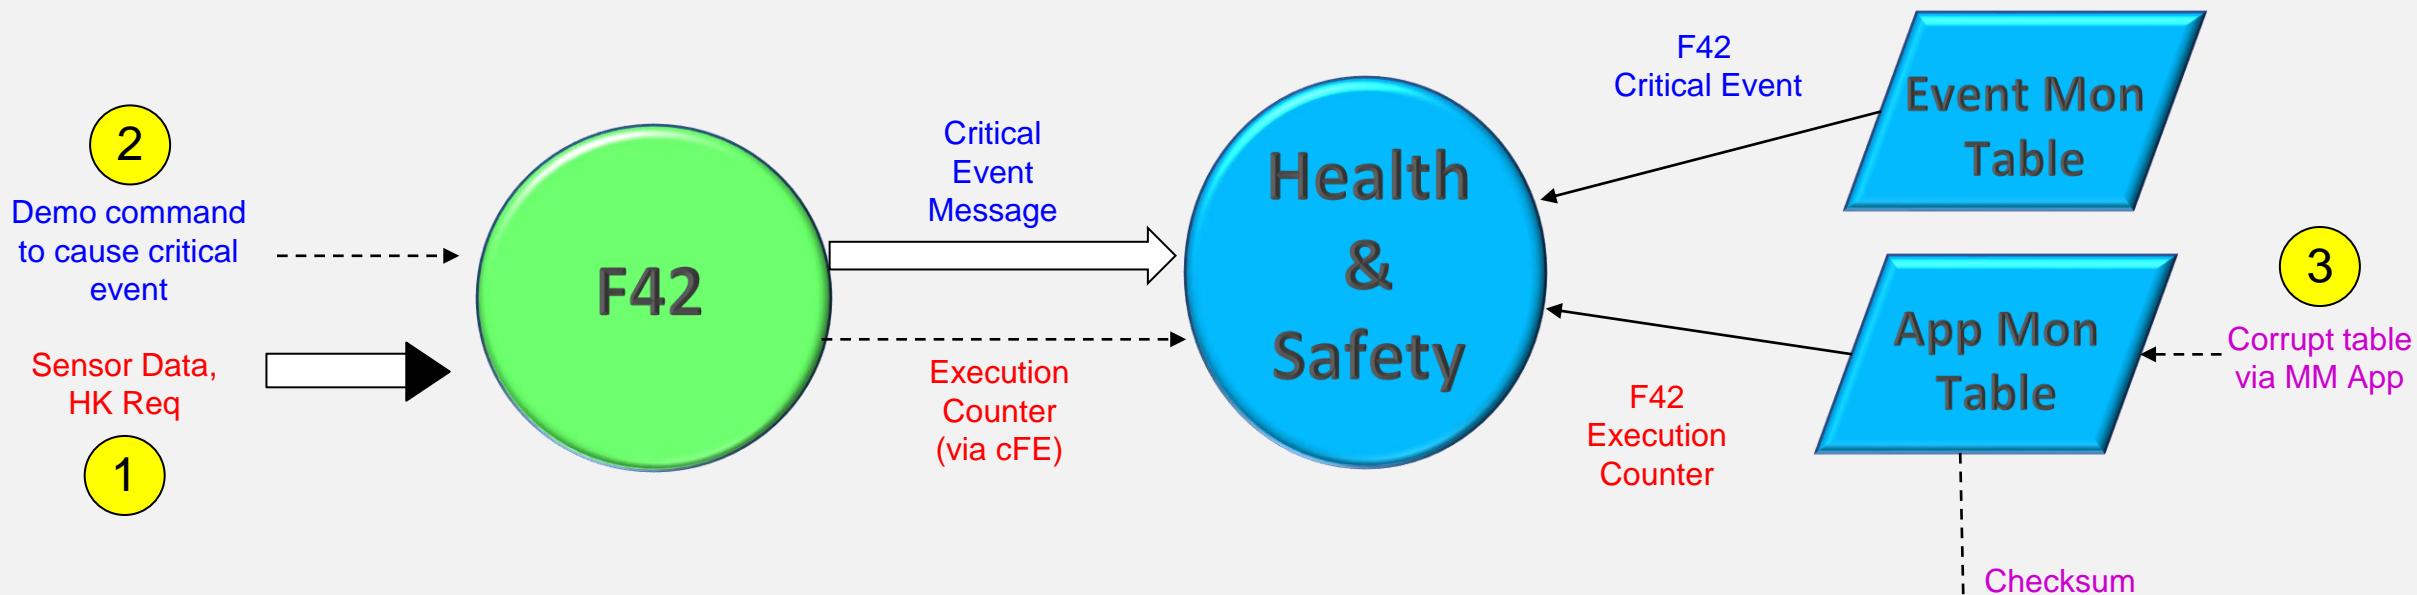 2
Demo command
to cause critical
event
Sensor Data,
HK Req
1
F42
Critical
Event
Message
Execution
Counter
(via cFE)
Health
&
Safety
F42
Critical Event
F42
Execution
Counter
Event Mon
Table
App Mon
Table
3
Corrupt table
via MM App
Checksum